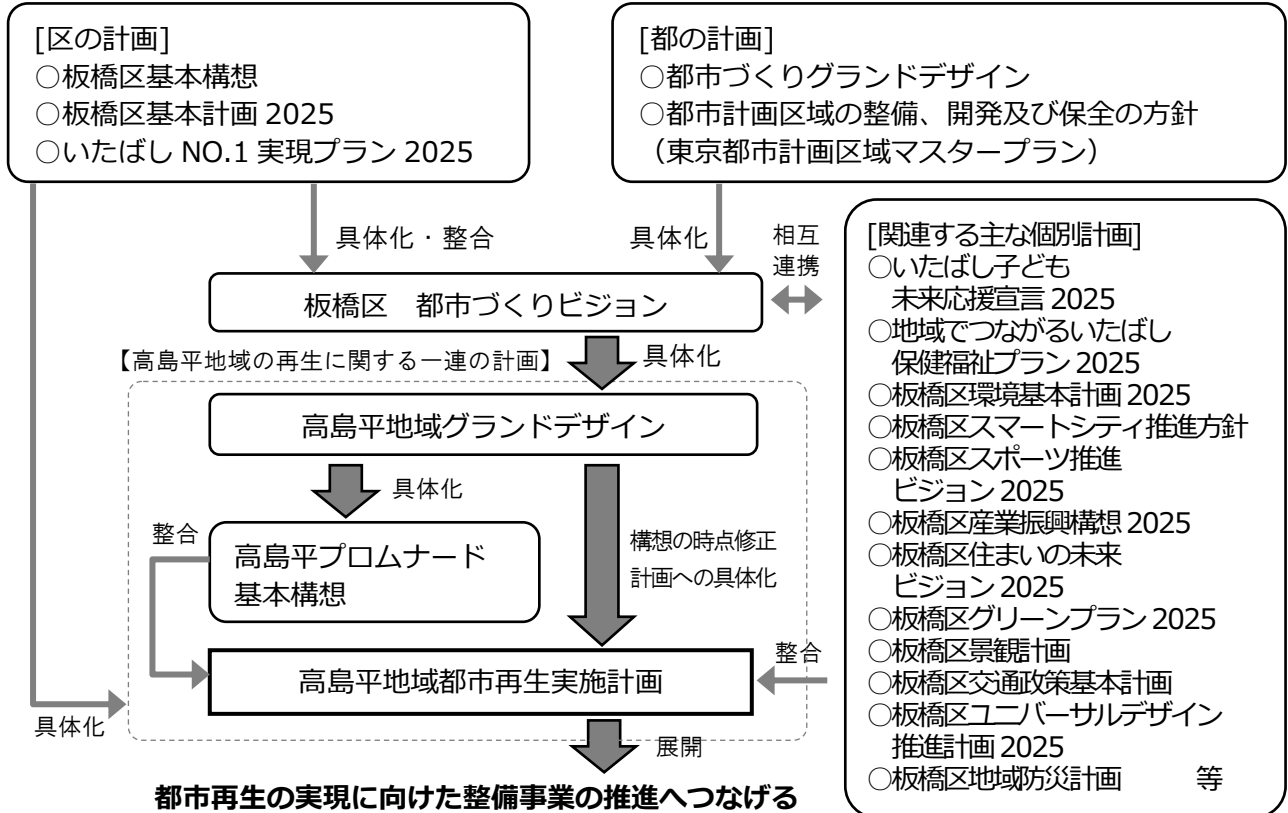 [区の計画]
○板橋区基本構想
○板橋区基本計画 2025
○いたばし NO.1 実現プラン 2025
[都の計画]
○都市づくりグランドデザイン
○都市計画区域の整備、開発及び保全の方針
（東京都市計画区域マスタープラン）
具体化・整合
具体化
相互
連携
板橋区　都市づくりビジョン
【高島平地域の再生に関する一連の計画】
具体化
高島平地域グランドデザイン
具体化
整合
高島平プロムナード
基本構想
構想の時点修正
計画への具体化
整合
高島平地域都市再生実施計画
具体化
展開
都市再生の実現に向けた整備事業の推進へつなげる
[関連する主な個別計画]
○いたばし子ども
未来応援宣言 2025
○地域でつながるいたばし
保健福祉プラン 2025
○板橋区環境基本計画 2025
○板橋区スマートシティ推進方針
○板橋区スポーツ推進
ビジョン 2025
○板橋区産業振興構想 2025
○板橋区住まいの未来
ビジョン 2025
○板橋区グリーンプラン 2025
○板橋区景観計画
○板橋区交通政策基本計画
○板橋区ユニバーサルデザイン
推進計画 2025
○板橋区地域防災計画　　等